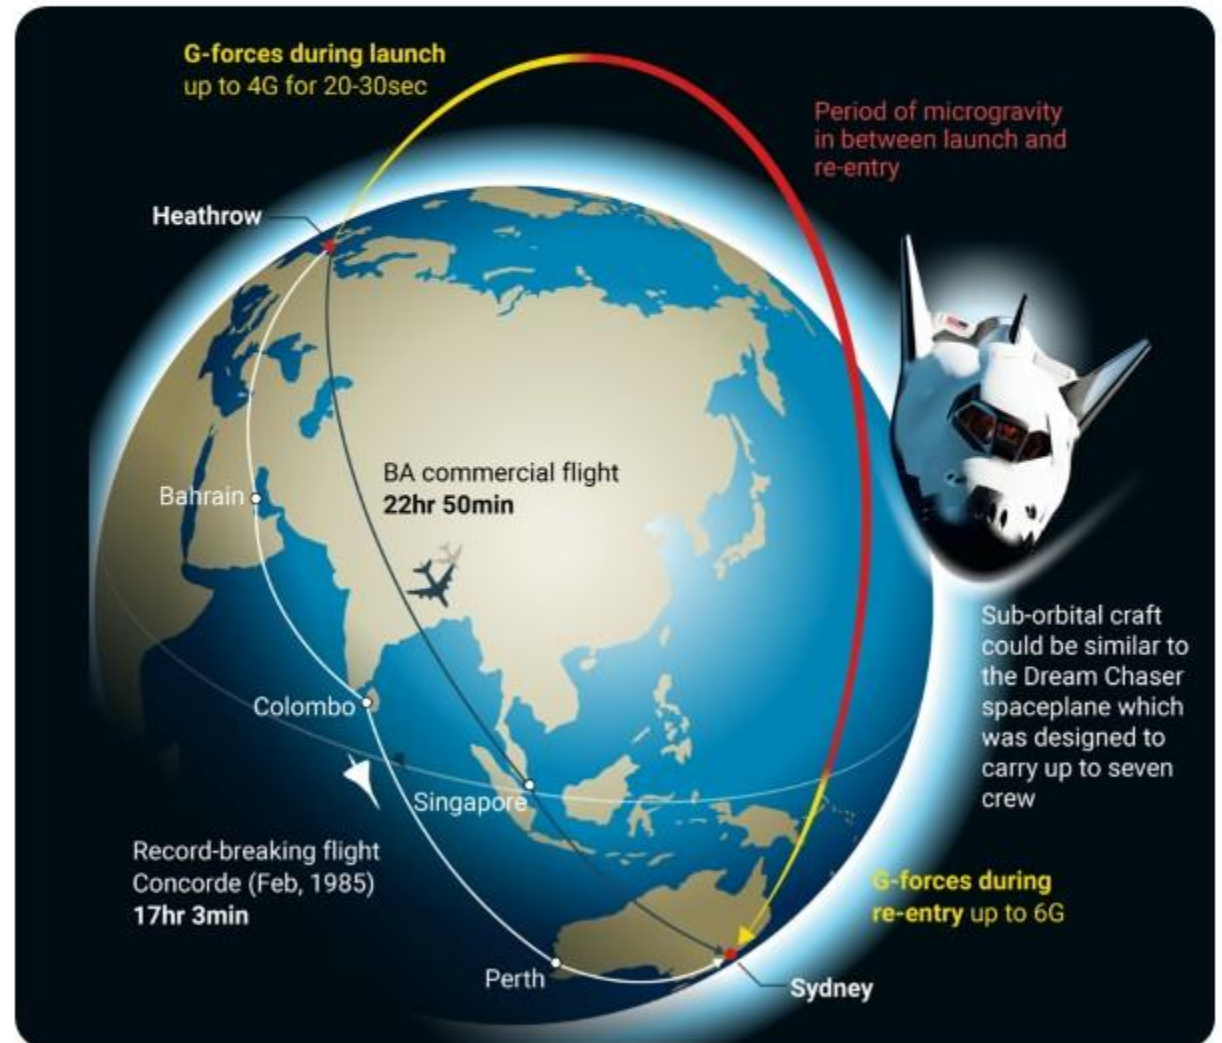 G-forces during launch
up to 4G for 20-30sec
Period of microgravity
in between launch and
re-entry
Heathrow
BA commercial flight
22hr 50min
Bahrain
Sub-orbital craft
could be similar to
the Dream Chaser
spaceplane which
was designed to
carry up to seven
crew
Colombo
Singapore
Record-breaking flight
Concorde (Feb, 1985)
17hr 3min
G-forces during
re-entry up to 6G
Perth
Sydney